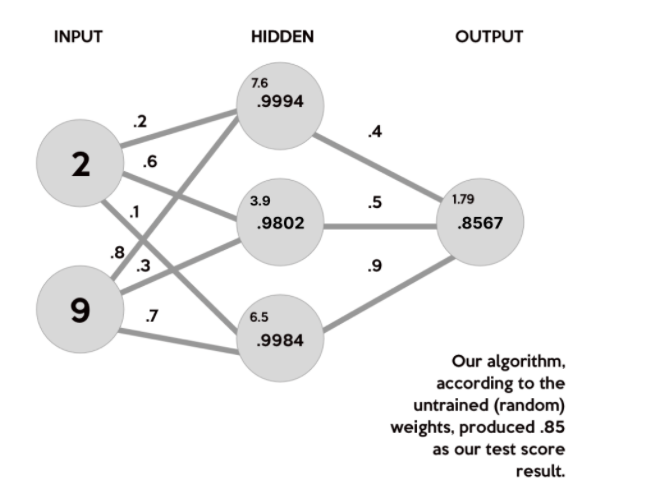 INPUT HIDDEN OUTPUT
7.6
.9994
.2
.4
2
.6
3.9
.9802
1.79
.8567
.1
.5
.8
.3
.9
9
.7
6.5
.9984
Our algorithm,
according to the
untrained (random)
weights, produced .85
as our test score
result.